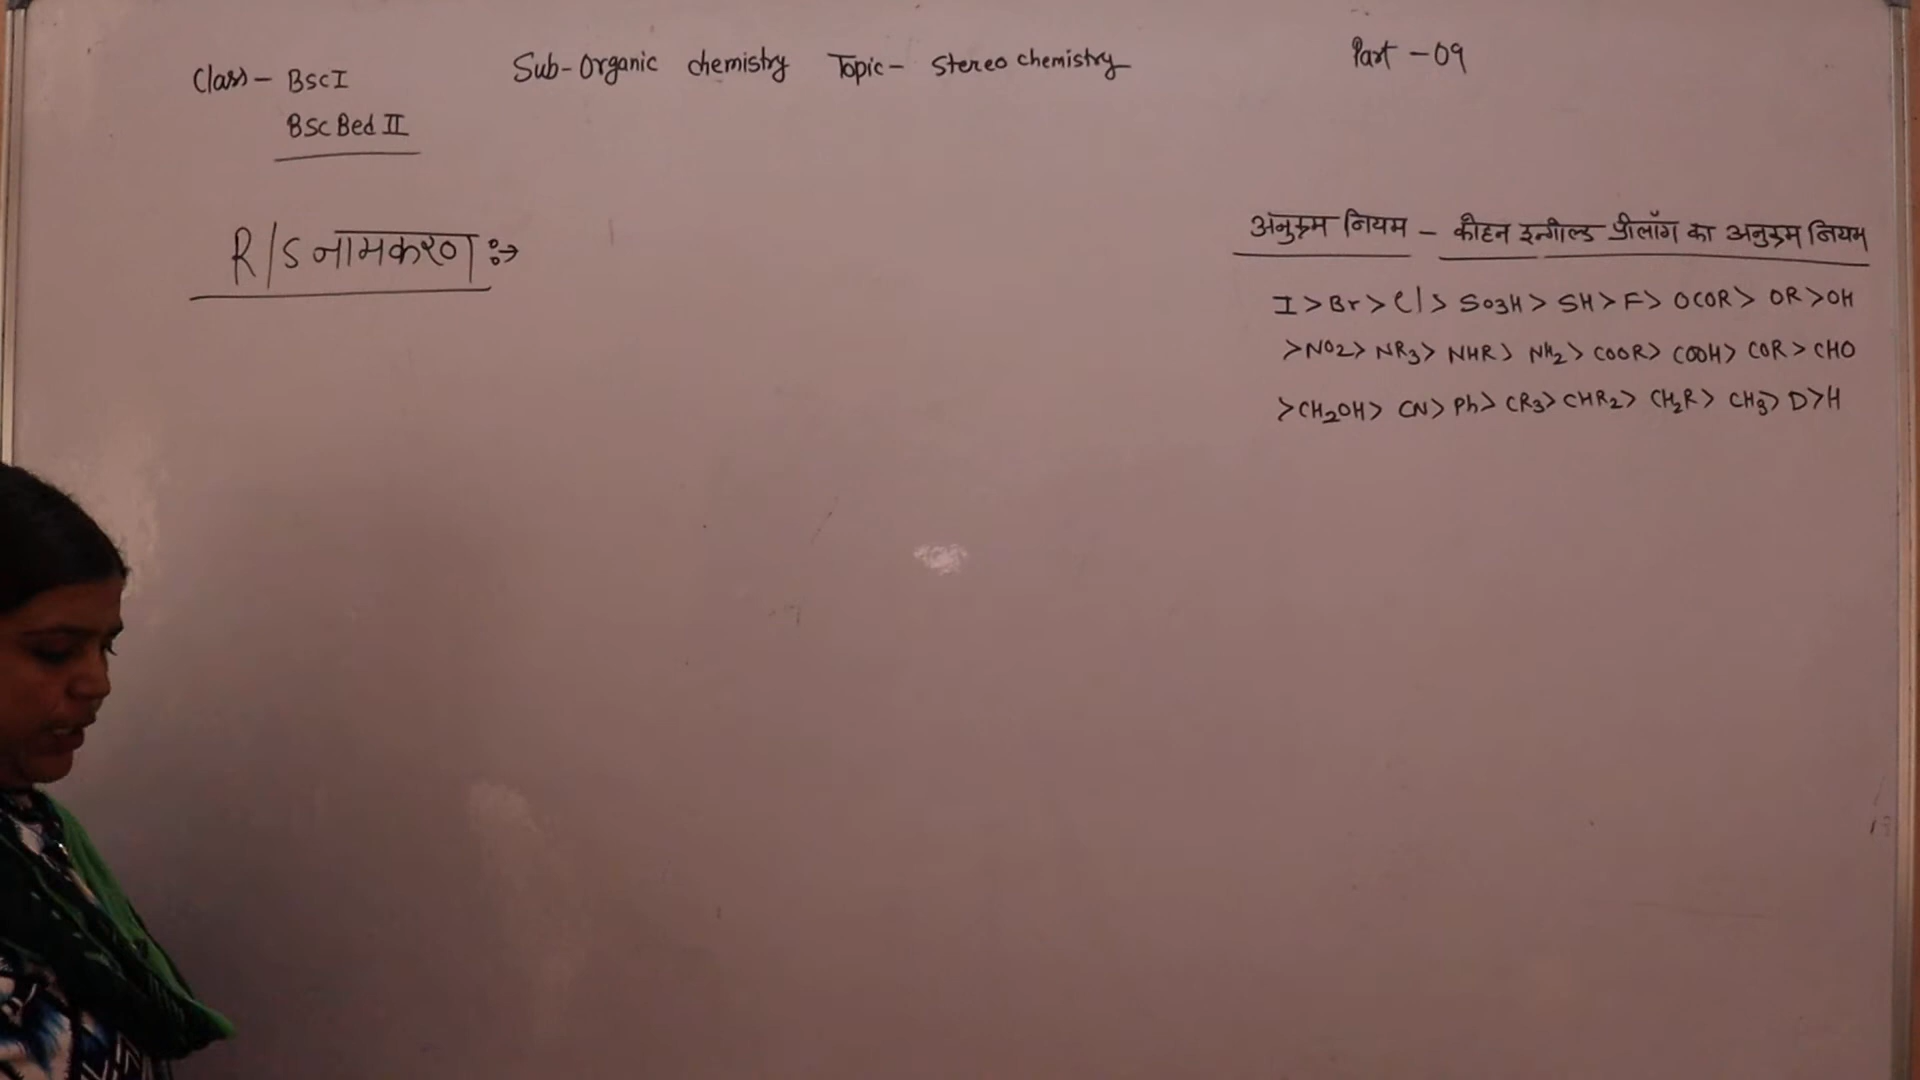 Class - BSc I Sub-Organic chemistry Topic - Stereo chemistry Part - 09
BSc Bed II
R/S नामकरण :→
अनुक्रम नियम - कॉहन इन्गोल्ड प्रीलॉग का अनुक्रम नियम
I > Br > Cl > SO3H > SH > F > OCOR > OR > OH
> NO2 > NR3 > NHR > NH2 > COOR > COOH > COR > CHO
> CH2OH > CN > Ph > CR3 > CHR2 > CH2R > CH3 > D > H